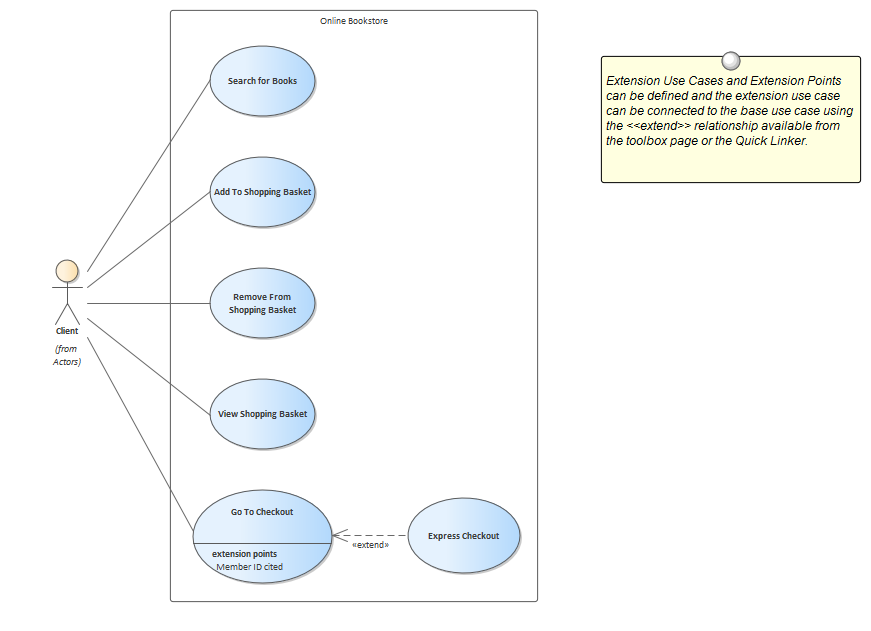 Online Bookstore
Search for Books
Extension Use Cases and Extension Points
can be defined and the extension use case
can be connected to the base use case using
the <<extend>> relationship available from
the toolbox page or the Quick Linker.
Add To Shopping Basket
Remove From
Shopping Basket
Client
(from
Actors)
View Shopping Basket
Go To Checkout
extension points
Member ID cited
«extend»
Express Checkout